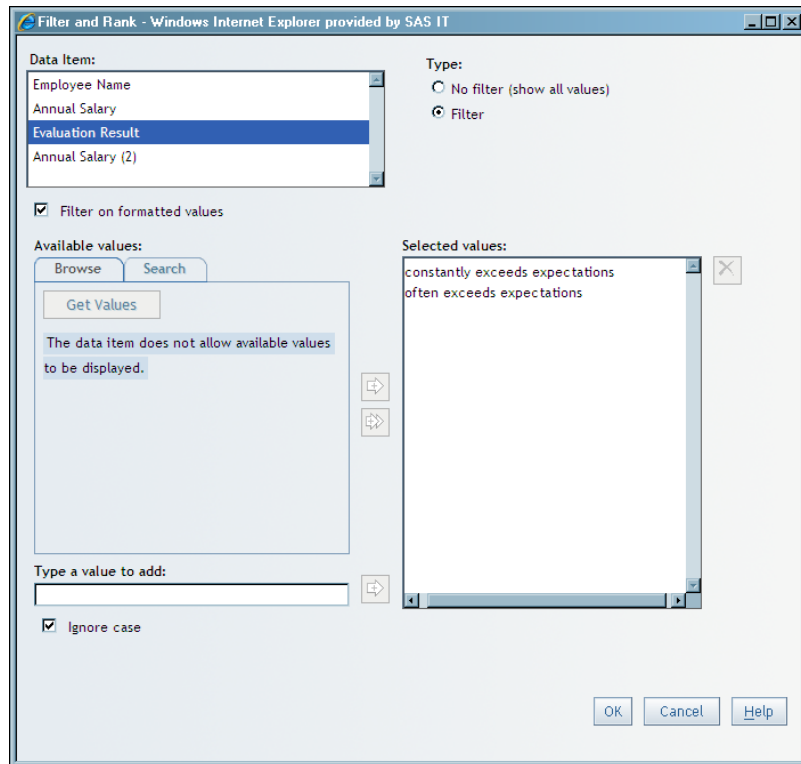 Filter and Rank - Windows Internet Explorer provided by SAS IT
Data Item:
Employee Name
Annual Salary
Evaluation Result
Annual Salary (2)
Type:
No filter (show all values)
Filter
Filter on formatted values
Available values:
Browse
Search
Get Values
The data item does not allow available values
to be displayed.
Selected values:
constantly exceeds expectations
often exceeds expectations
Type a value to add:
Ignore case
OK
Cancel
Help